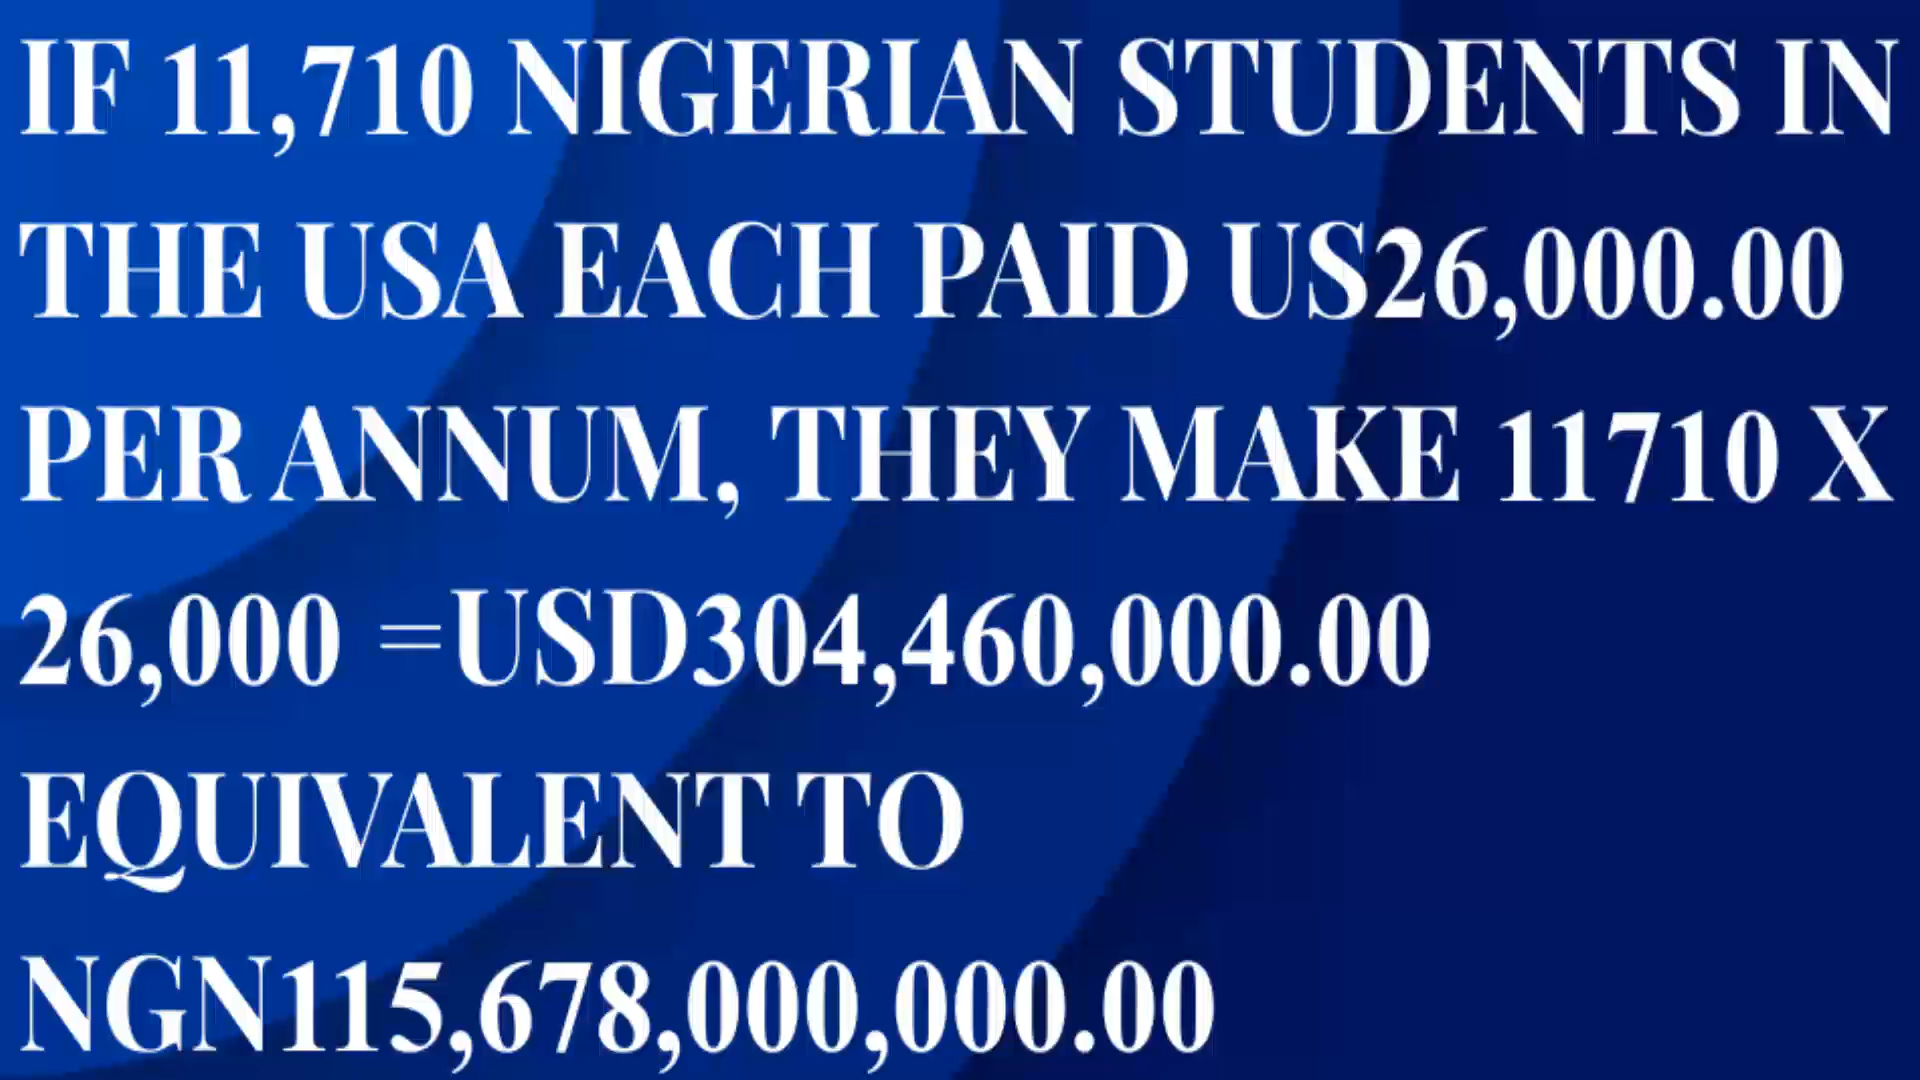 IF 11,710 NIGERIAN STUDENTS IN
THE USA EACH PAID US26,000.00
PER ANNUM, THEY MAKE 11710 X
26,000 =USD304,460,000.00
EQUIVALENT TO
NGN115,678,000,000.00